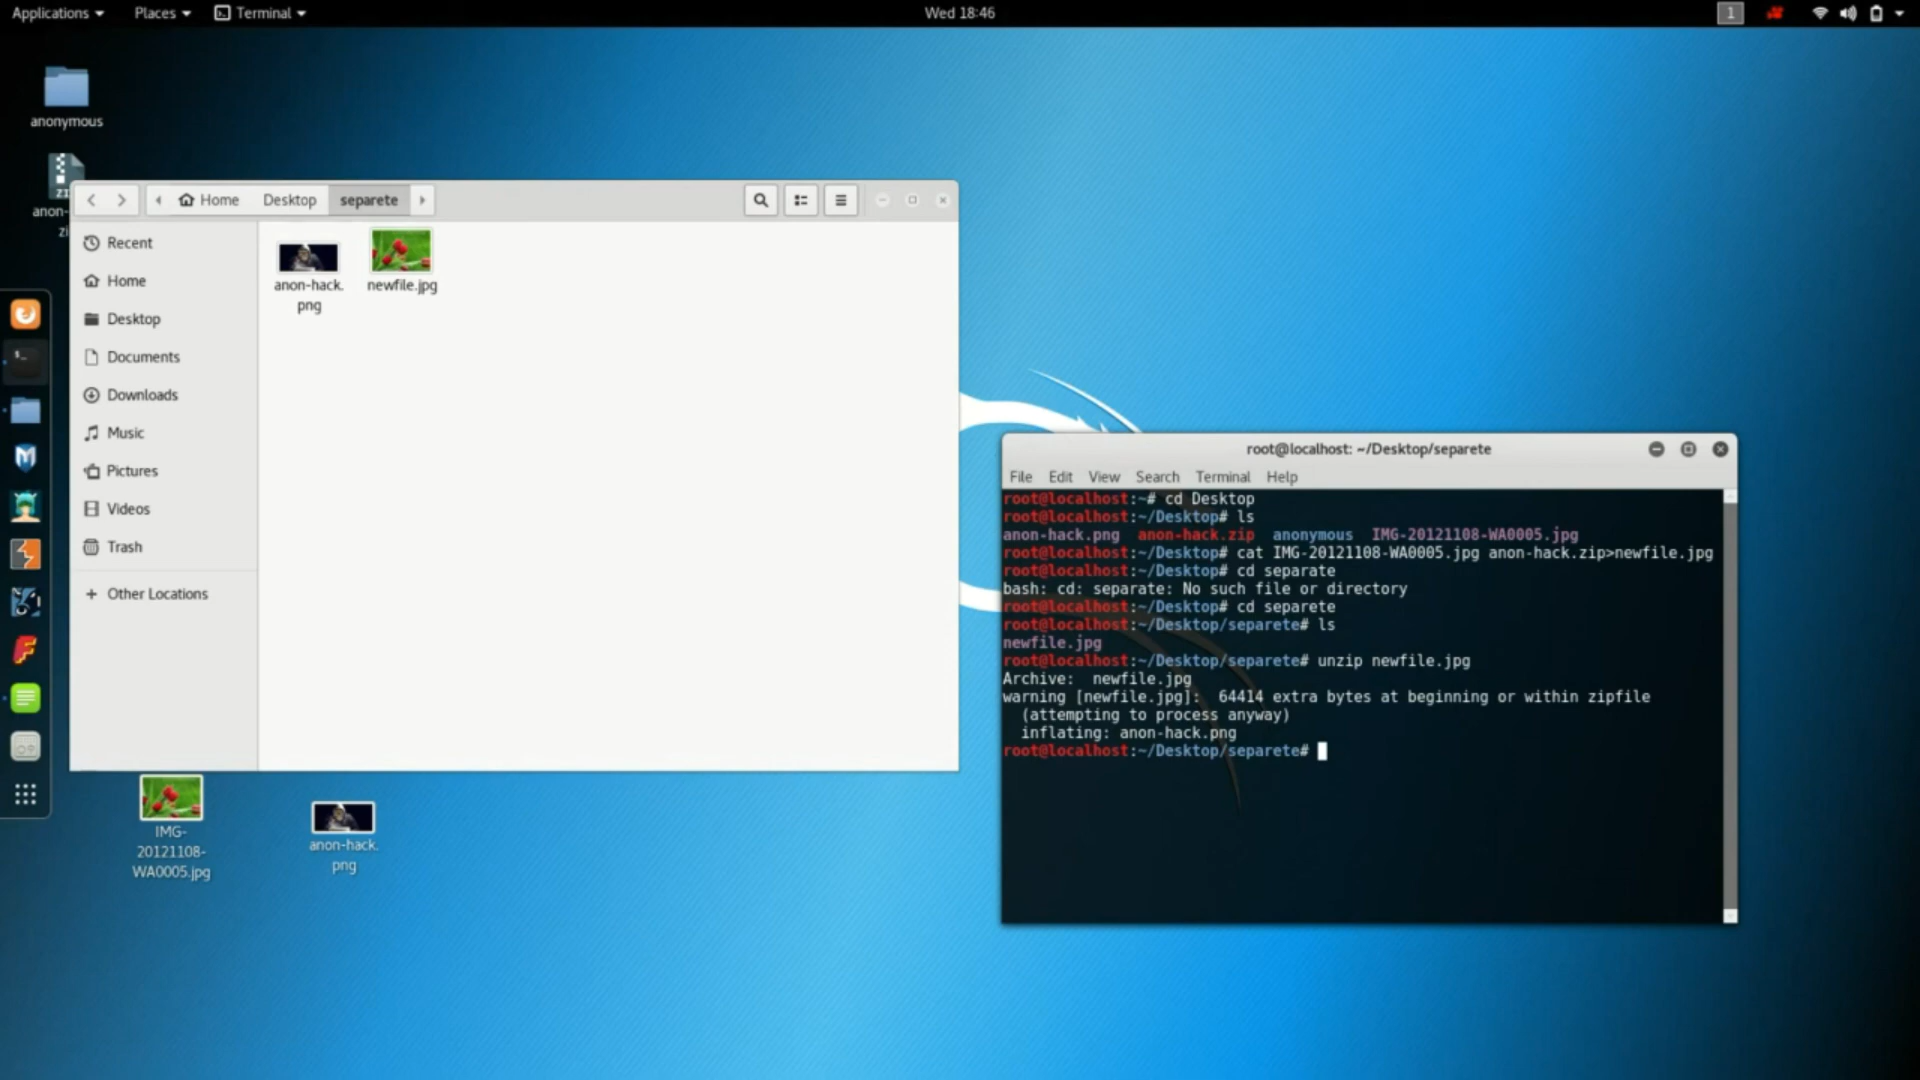 Applications Places Terminal Wed 18:46 1
anonymous
anon-
Home Desktop separete
Recent
Home
Desktop
Documents
Downloads
Music
Pictures
Videos
Trash
Other Locations
anon-hack.
png
newfile.jpg
IMG-
20121108-
WA0005.jpg
anon-hack.
png
root@localhost: ~/Desktop/separete
File Edit View Search Terminal Help
root@localhost:~# cd Desktop
root@localhost:~/Desktop# ls
anon-hack.png anon-hack.zip anonymous IMG-20121108-WA0005.jpg
root@localhost:~/Desktop# cat IMG-20121108-WA0005.jpg anon-hack.zip>newfile.jpg
root@localhost:~/Desktop# cd separate
bash: cd: separate: No such file or directory
root@localhost:~/Desktop# cd separete
root@localhost:~/Desktop/separete# ls
newfile.jpg
root@localhost:~/Desktop/separete# unzip newfile.jpg
Archive:  newfile.jpg
warning [newfile.jpg]:  64414 extra bytes at beginning or within zipfile
(attempting to process anyway)
inflating: anon-hack.png
root@localhost:~/Desktop/separete#